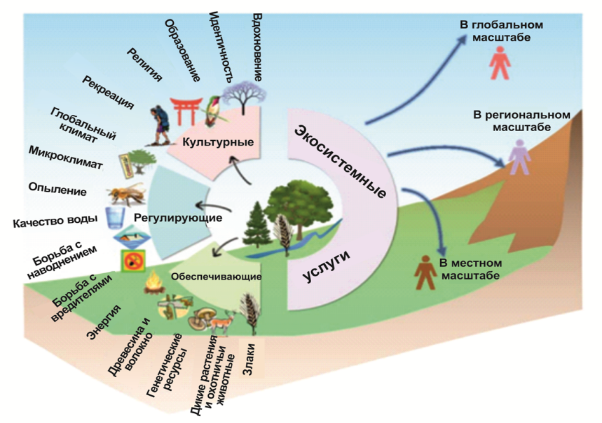 Вдохновение
Идентичность
Образование
Религия
Рекреация
Глобальный
климат
Микроклимат
Опыление
Качество воды
Борьба с
наводнением
Борьба с
вредителями
Энергия
Древесина и
волокно
Генетические
ресурсы
Дикие растения
и охотничьи
животные
Злаки
Культурные
Регулирующие
Обеспечивающие
Экосистемные
услуги
В глобальном
масштабе
В региональном
масштабе
В местном
масштабе